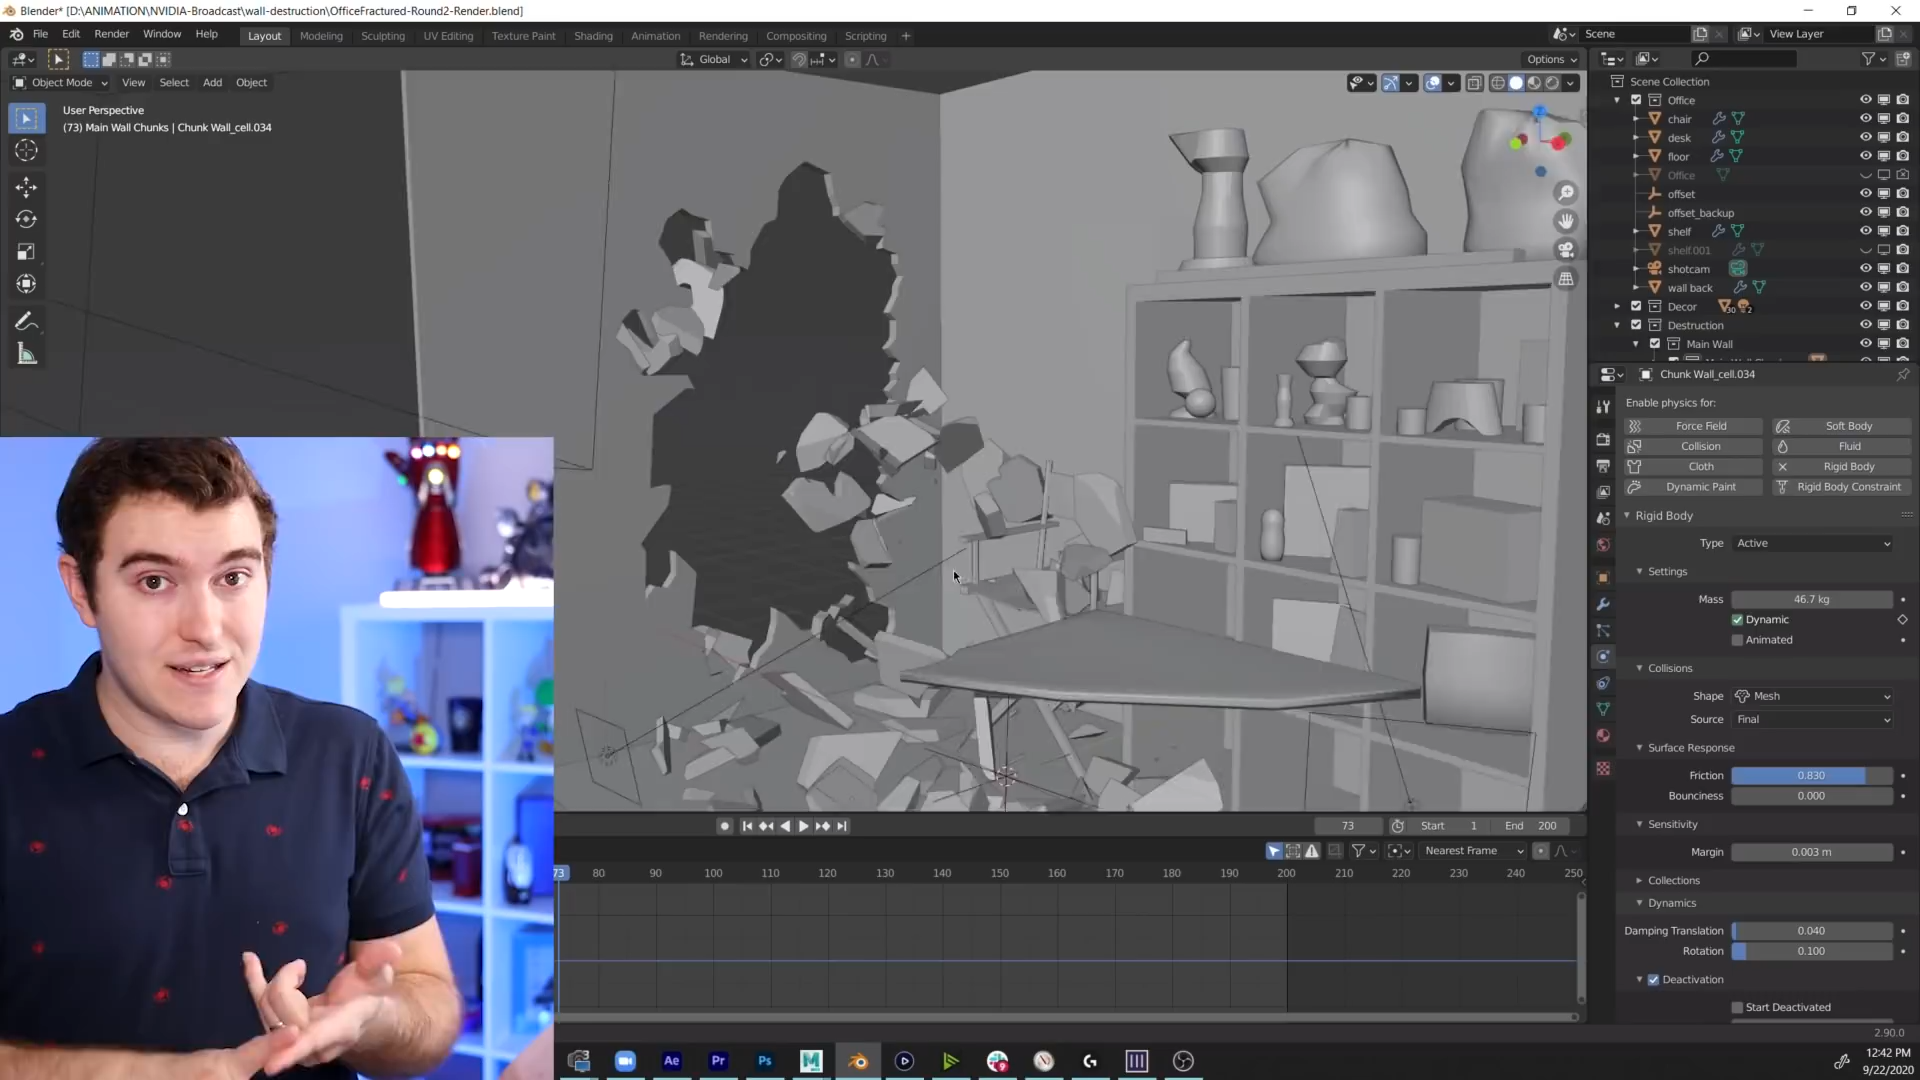 Blender* [D:\ANIMATION\NVIDIA-Broadcast\wall-destruction\OfficeFractured-Round2-Render.blend]
File Edit Render Window Help Layout Modeling Sculpting UV Editing Texture Paint Shading Animation Rendering Compositing Scripting + Scene View Layer
Global Options
Object Mode View Select Add Object
User Perspective
(73) Main Wall Chunks | Chunk Wall_cell.034
Scene Collection
Office
chair
desk
floor
Office
offset
offset_backup
shelf
shelf.001
shotcam
wall back
Decor 30 2
Destruction
Main Wall
Chunk Wall_cell.034
Enable physics for:
Force Field Soft Body
Collision Fluid
Cloth Rigid Body
Dynamic Paint Rigid Body Constraint
Rigid Body
Type Active
Settings
Mass 46.7 kg
Dynamic
Animated
Collisions
Shape Mesh
Source Final
Surface Response
Friction 0.830
Bounciness 0.000
Sensitivity
Margin 0.003 m
Collections
Dynamics
Damping Translation 0.040
Rotation 0.100
Deactivation
Start Deactivated
73 Start 1 End 200
Nearest Frame
73 80 90 100 110 120 130 140 150 160 170 180 190 200 210 220 230 240 250
2.90.0
Ae Pr Ps M
12:42 PM
9/22/2020